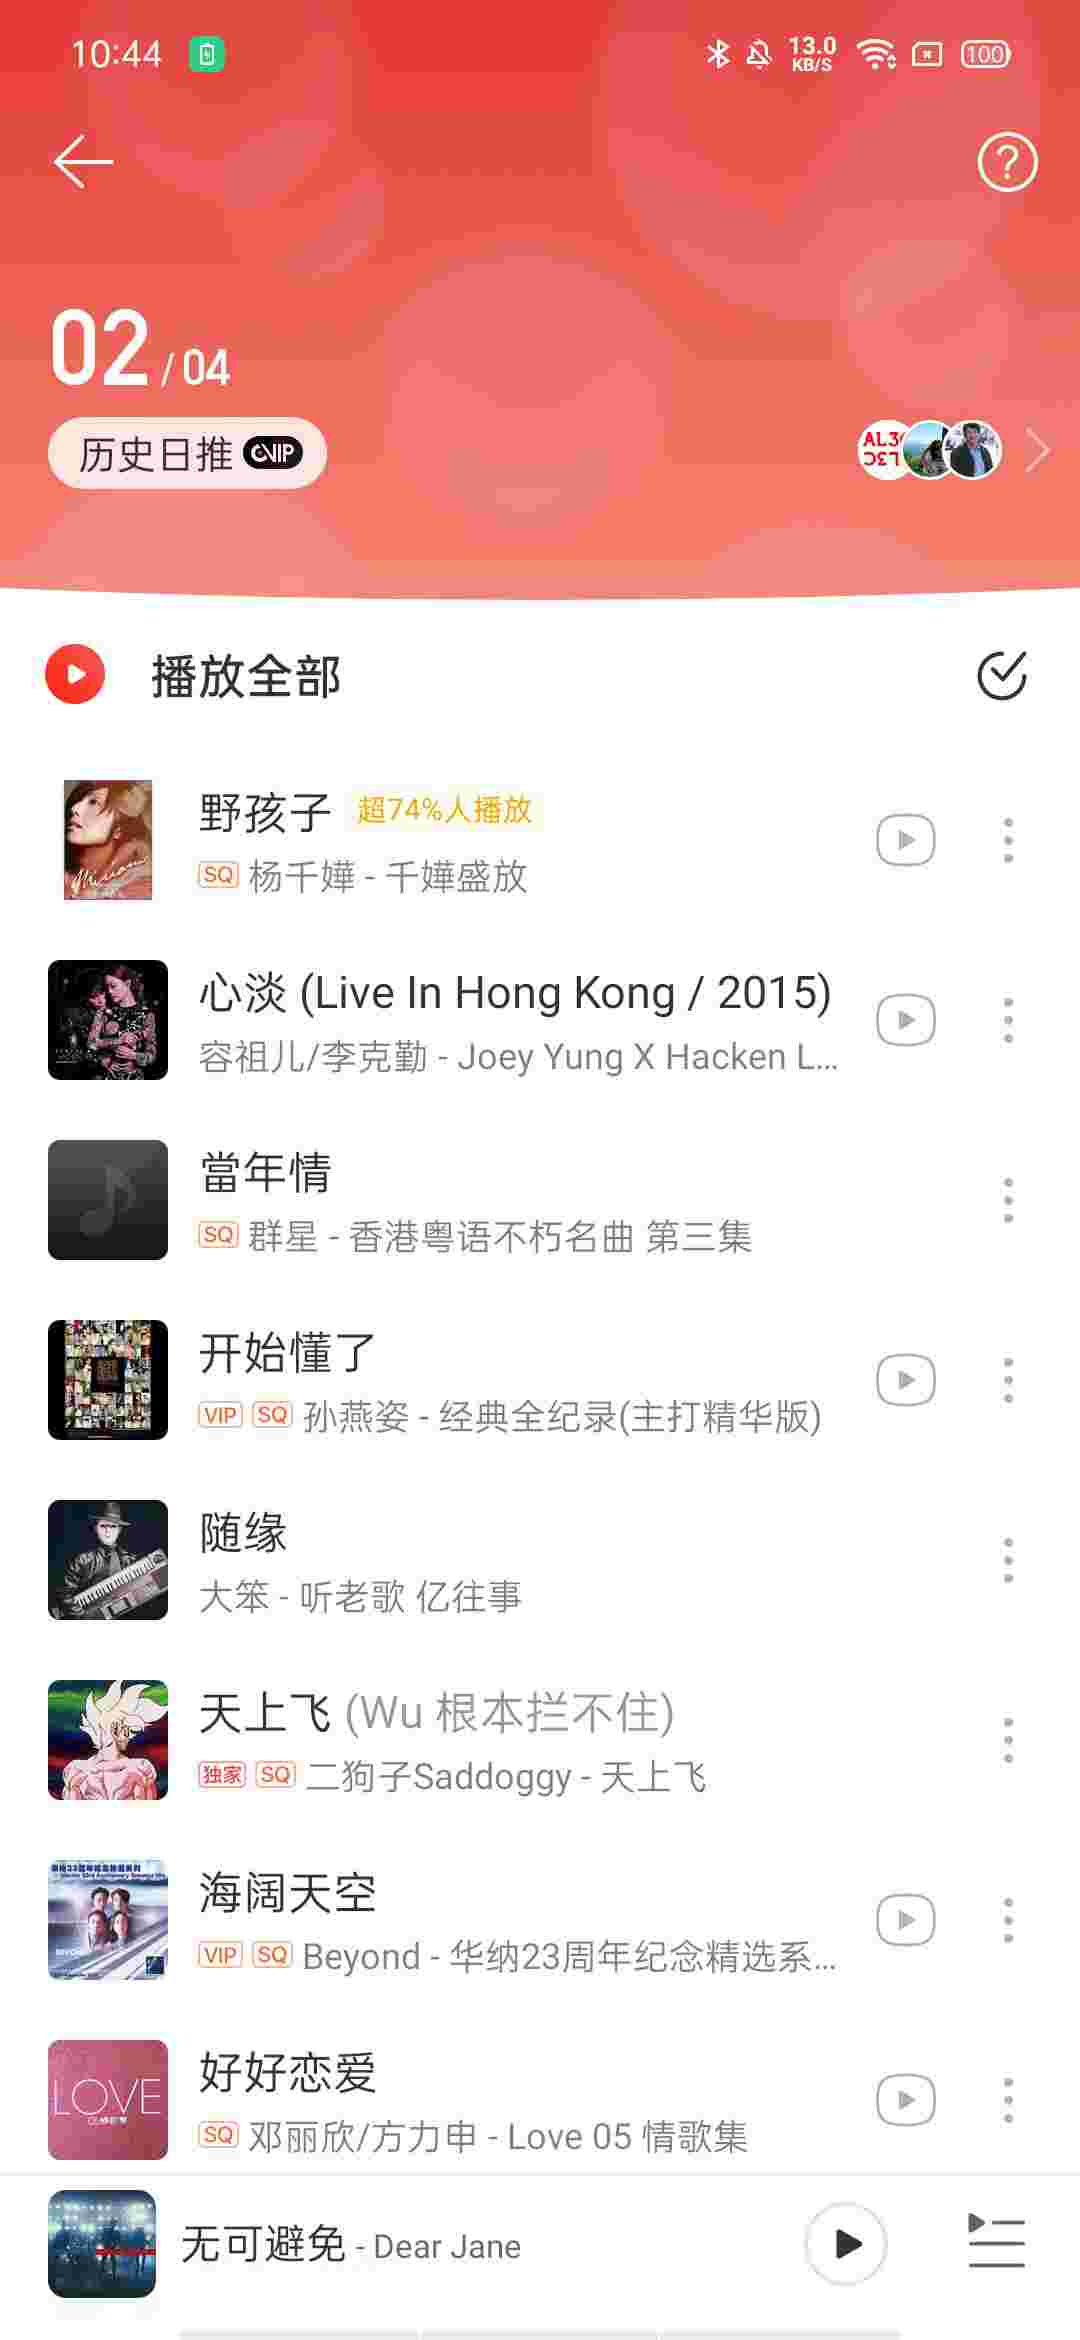 10:44
13.0
KB/S
100
02 / 04
历史日推 VIP
播放全部
野孩子 超74%人播放
SQ 杨千嬅 - 千嬅盛放
心淡 (Live In Hong Kong / 2015)
容祖儿/李克勤 - Joey Yung X Hacken L...
當年情
SQ 群星 - 香港粤语不朽名曲 第三集
开始懂了
VIP SQ 孙燕姿 - 经典全纪录(主打精华版)
随缘
大笨 - 听老歌 亿往事
天上飞 (Wu 根本拦不住)
独家 SQ 二狗子Saddoggy - 天上飞
海阔天空
VIP SQ Beyond - 华纳23周年纪念精选系...
LOVE
好好恋爱
SQ 邓丽欣/方力申 - Love 05 情歌集
无可避免 - Dear Jane